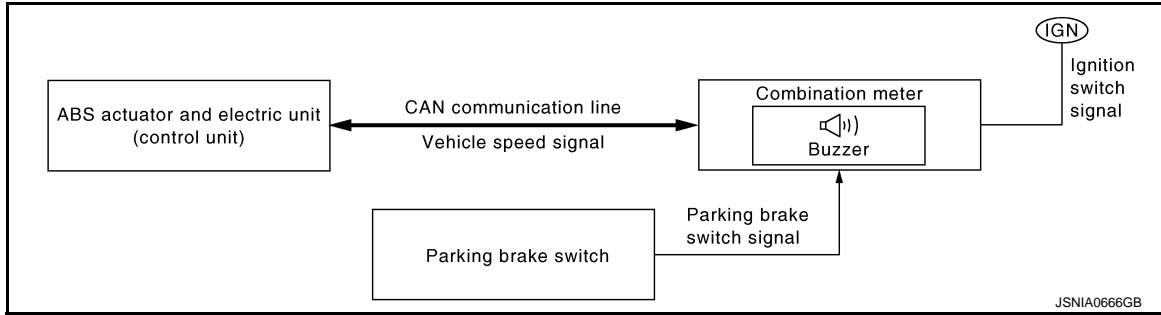 IGN
Ignition
switch
signal
ABS actuator and electric unit
(control unit)
CAN communication line
Vehicle speed signal
Combination meter
Buzzer
Parking brake
switch signal
Parking brake switch
JSNIA0666GB